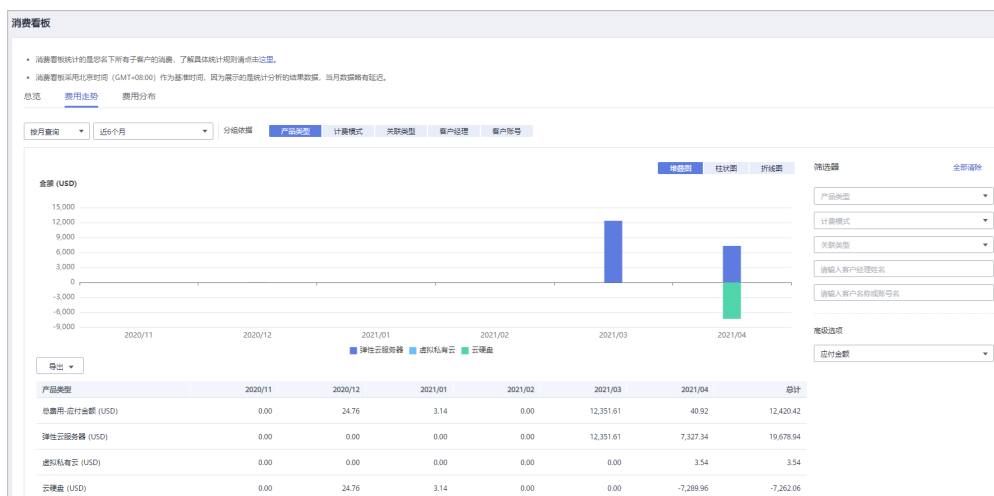 消费看板
• 消费看板统计的是您名下所有子客户的消费，了解具体统计规则请点击这里。
• 消费看板采用北京时间（GMT+08:00）作为基准时间，因为展示的是统计分析的结果数据，当月数据略有延迟。
总览 费用走势 费用分布
按月查询 近6个月 分组依据 产品类型 计费模式 关联类型 客户经理 客户账号
堆叠图 柱状图 折线图 筛选器 全部清除
金额 (USD)
产品类型
计费模式
关联类型
请输入客户经理姓名
请输入客户名称或账号名
高级选项
应付金额
15,000
12,000
9,000
6,000
3,000
0
-3,000
-6,000
-9,000
2020/11 2020/12 2021/01 2021/02 2021/03 2021/04
弹性云服务器 虚拟私有云 云硬盘
导出
产品类型 2020/11 2020/12 2021/01 2021/02 2021/03 2021/04 总计
总费用-应付金额 (USD) 0.00 24.76 3.14 0.00 12,351.61 40.92 12,420.42
弹性云服务器 (USD) 0.00 0.00 0.00 0.00 12,351.61 7,327.34 19,678.94
虚拟私有云 (USD) 0.00 0.00 0.00 0.00 0.00 3.54 3.54
云硬盘 (USD) 0.00 24.76 3.14 0.00 0.00 -7,289.96 -7,262.06